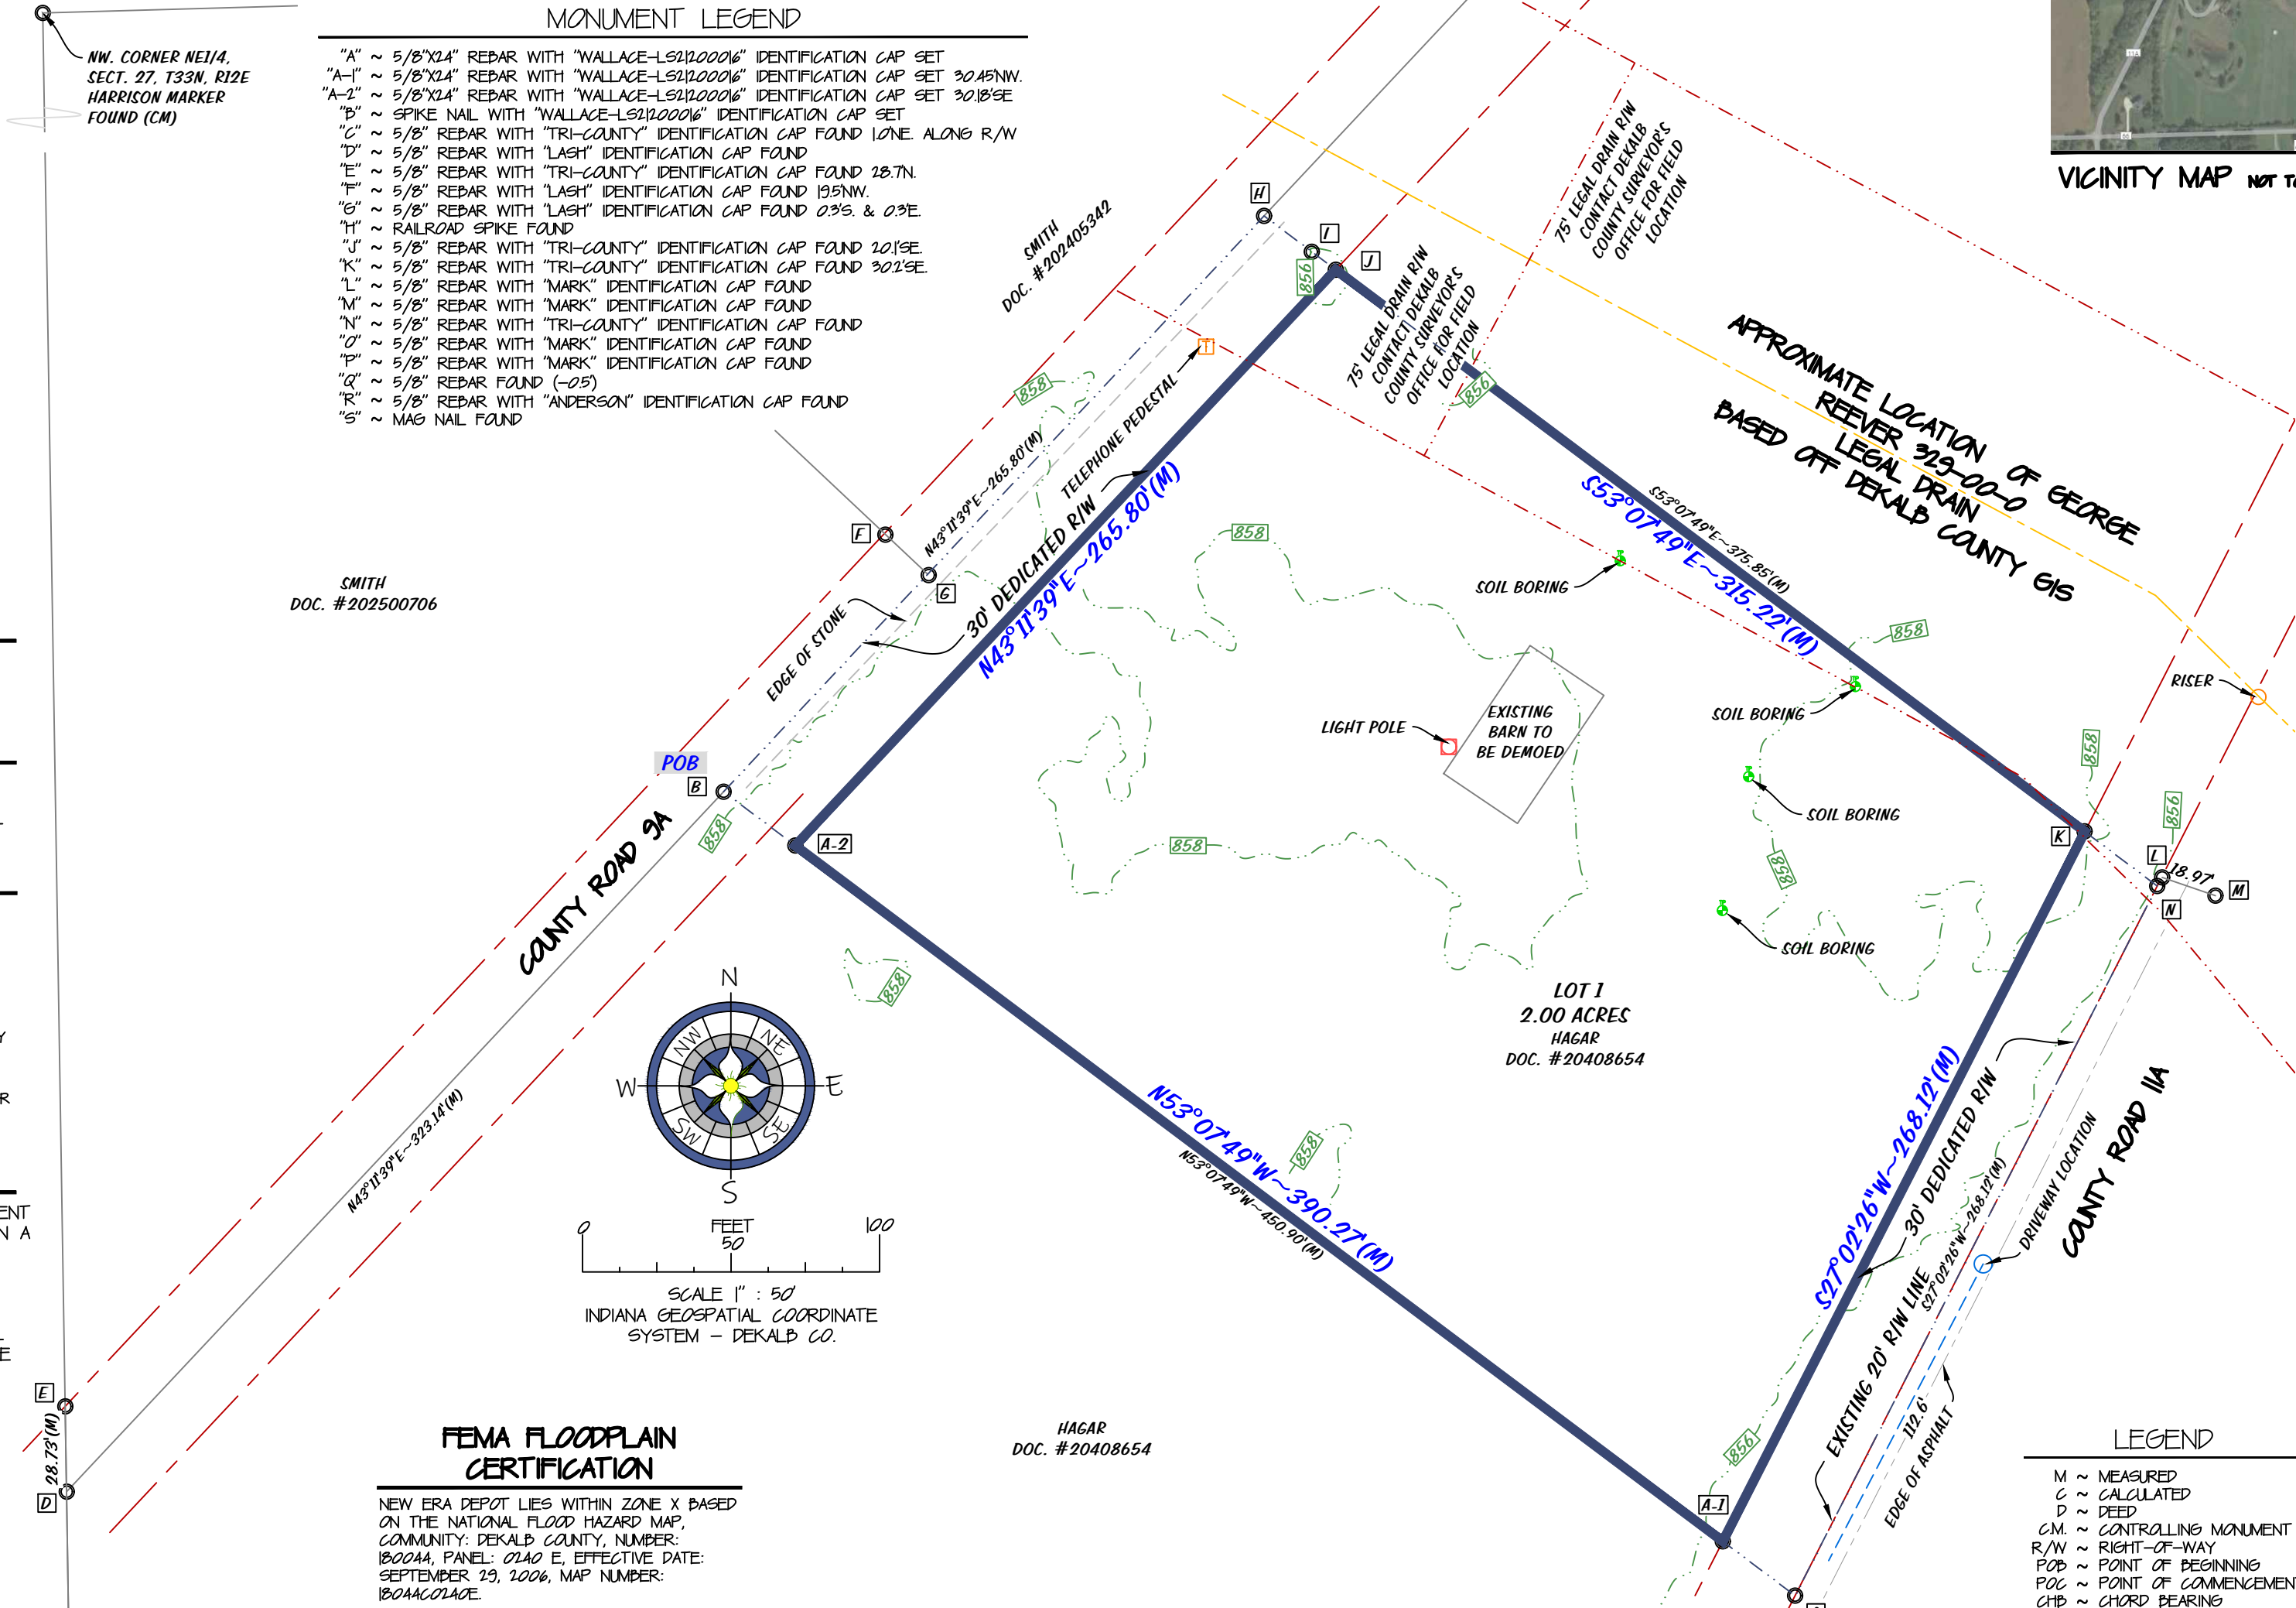 NW. CORNER NE1/4,
SECT. 27, T33N, R12E
HARRISON MARKER
FOUND (CM)
MONUMENT LEGEND
"A" ~ 5/8"X24" REBAR WITH "WALLACE-LS21200016" IDENTIFICATION CAP SET
"A-1" ~ 5/8"X24" REBAR WITH "WALLACE-LS21200016" IDENTIFICATION CAP SET 30.45'NW.
"A-2" ~ 5/8"X24" REBAR WITH "WALLACE-LS21200016" IDENTIFICATION CAP SET 30.18'SE
"B" ~ SPIKE NAIL WITH "WALLACE-LS21200016" IDENTIFICATION CAP SET
"C" ~ 5/8" REBAR WITH "TRI-COUNTY" IDENTIFICATION CAP FOUND 1.0'NE. ALONG R/W
"D" ~ 5/8" REBAR WITH "LASH" IDENTIFICATION CAP FOUND
"E" ~ 5/8" REBAR WITH "TRI-COUNTY" IDENTIFICATION CAP FOUND 28.7'N.
"F" ~ 5/8" REBAR WITH "LASH" IDENTIFICATION CAP FOUND 19.5'NW.
"G" ~ 5/8" REBAR WITH "LASH" IDENTIFICATION CAP FOUND 0.3'S. & 0.3'E.
"H" ~ RAILROAD SPIKE FOUND
"J" ~ 5/8" REBAR WITH "TRI-COUNTY" IDENTIFICATION CAP FOUND 20.1'SE.
"K" ~ 5/8" REBAR WITH "TRI-COUNTY" IDENTIFICATION CAP FOUND 30.2'SE.
"L" ~ 5/8" REBAR WITH "MARK" IDENTIFICATION CAP FOUND
"M" ~ 5/8" REBAR WITH "MARK" IDENTIFICATION CAP FOUND
"N" ~ 5/8" REBAR WITH "TRI-COUNTY" IDENTIFICATION CAP FOUND
"O" ~ 5/8" REBAR WITH "MARK" IDENTIFICATION CAP FOUND
"P" ~ 5/8" REBAR WITH "MARK" IDENTIFICATION CAP FOUND
"Q" ~ 5/8" REBAR FOUND (-0.5')
"R" ~ 5/8" REBAR WITH "ANDERSON" IDENTIFICATION CAP FOUND
"S" ~ MAG NAIL FOUND
VICINITY MAP NOT
SMITH
DOC. #202405342
75' LEGAL DRAIN R/W
CONTACT DEKALB
COUNTY SURVEYOR'S
OFFICE FOR FIELD
LOCATION
75' LEGAL DRAIN R/W
CONTACT DEKALB
COUNTY SURVEYOR'S
OFFICE FOR FIELD
LOCATION
H
I
J
856
T
856
858
APPROXIMATE LOCATION OF GEORGE
REEVER 329-00-0
LEGAL DRAIN
BASED OFF DEKALB COUNTY GIS
TELEPHONE PEDESTAL
N43°11'39"E~265.80'(M)
30' DEDICATED R/W
N43°11'39"E~265.80'(M)
S53°07'49"E~375.85'(M)
S53°07'49"E~315.22'(M)
F
G
858
SMITH
DOC. #202500706
EDGE OF STONE
SOIL BORING
858
SOIL BORING
RISER
LIGHT POLE
EXISTING
BARN TO
BE DEMOED
POB
B
858
A-2
858
858
SOIL BORING
856
K
L
18.97'
M
N
858
SOIL BORING
COUNTY ROAD 9A
858
LOT 1
2.00 ACRES
HAGAR
DOC. #20408654
N
NW
NE
W
E
SW
SE
S
N43°11'39"E~323.14'(M)
N53°07'49"W~390.27'(M)
N53°07'49"W~450.90'(M)
858
S27°02'26"W~268.12'(M)
30' DEDICATED R/W
S27°02'26"W~268.12'(M)
DRIVEWAY LOCATION
COUNTY ROAD 11A
EXISTING 20' R/W LINE
112.6'
EDGE OF ASPHALT
0
FEET
50
100
SCALE 1" : 50'
INDIANA GEOSPATIAL COORDINATE
SYSTEM - DEKALB CO.
E
28.73'(M)
D
FEMA FLOODPLAIN
CERTIFICATION
NEW ERA DEPOT LIES WITHIN ZONE X BASED
ON THE NATIONAL FLOOD HAZARD MAP,
COMMUNITY: DEKALB COUNTY, NUMBER:
180044, PANEL: 0240 E, EFFECTIVE DATE:
SEPTEMBER 29, 2006, MAP NUMBER:
18044C0240E.
HAGAR
DOC. #20408654
856
A-1
LEGEND
M ~ MEASURED
C ~ CALCULATED
D ~ DEED
C.M. ~ CONTROLLING MONUMENT
R/W ~ RIGHT-OF-WAY
POB ~ POINT OF BEGINNING
POC ~ POINT OF COMMENCEMENT
CHB ~ CHORD BEARING